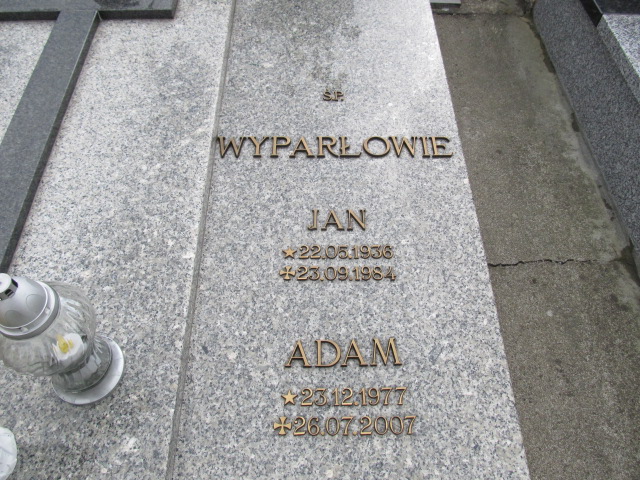 Ś.P.
WYPARŁOWIE
JAN
★22.05.1936
✠23.09.1984
ADAM
★23.12.1977
✠26.07.2007